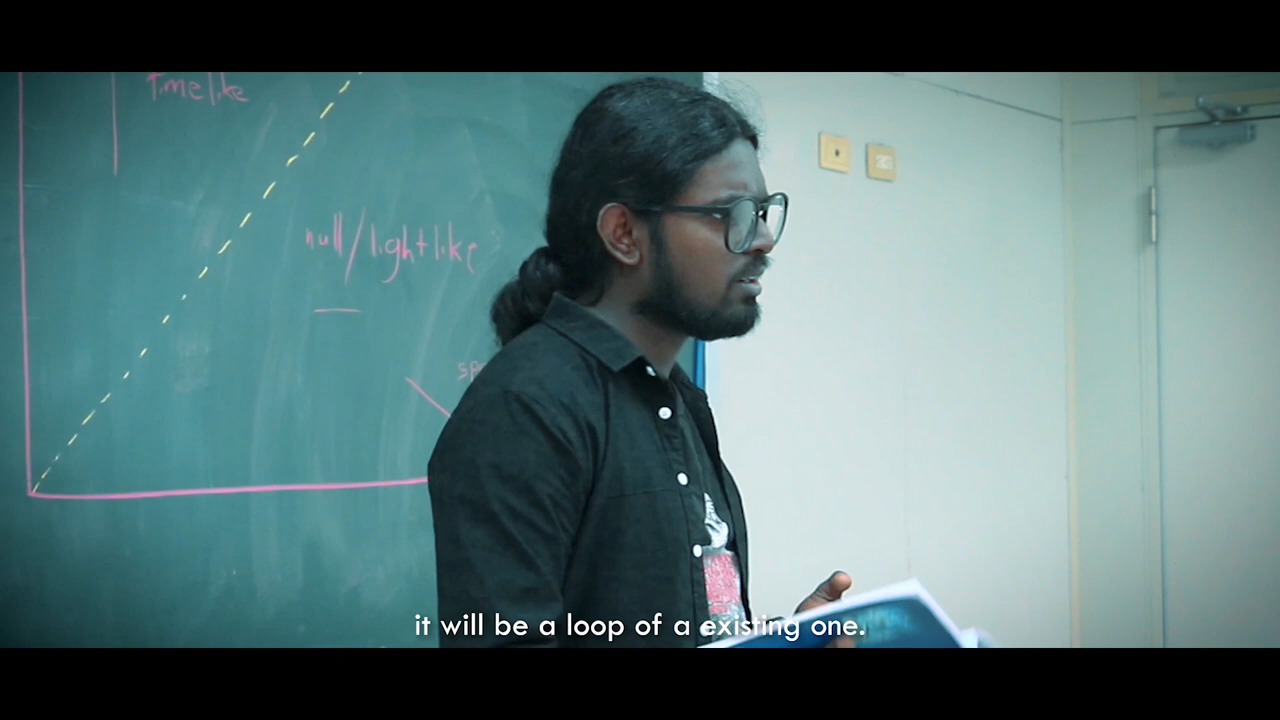 Timelike
null/lightlike
it will be a loop of a existing one.